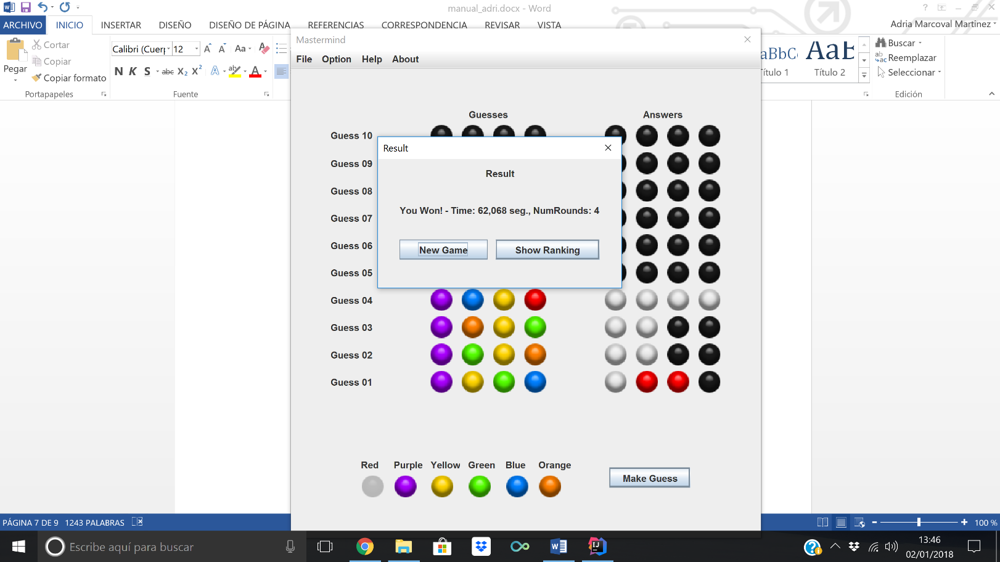 manual_adri.docx - Word
ARCHIVO INICIO INSERTAR DISEÑO DISEÑO DE PÁGINA REFERENCIAS CORRESPONDENCIA REVISAR VISTA
Adria Marcoval Martinez
Pegar
Cortar
Copiar
Copiar formato
Portapapeles
Calibri (Cuerp 12
Aa
N K S abc X2 X2 A aby A
Fuente
AaBbCc AaBb
Título 1 Título 2
Buscar
Reemplazar
Seleccionar
Edición
Mastermind
File Option Help About
Guesses Answers
Guess 10
Guess 09
Guess 08
Guess 07
Guess 06
Guess 05
Guess 04
Guess 03
Guess 02
Guess 01
Result
Result
You Won! - Time: 62,068 seg., NumRounds: 4
New Game Show Ranking
Red Purple Yellow Green Blue Orange
Make Guess
PÁGINA 7 DE 9 1243 PALABRAS
100 %
Escribe aquí para buscar
13:46
02/01/2018